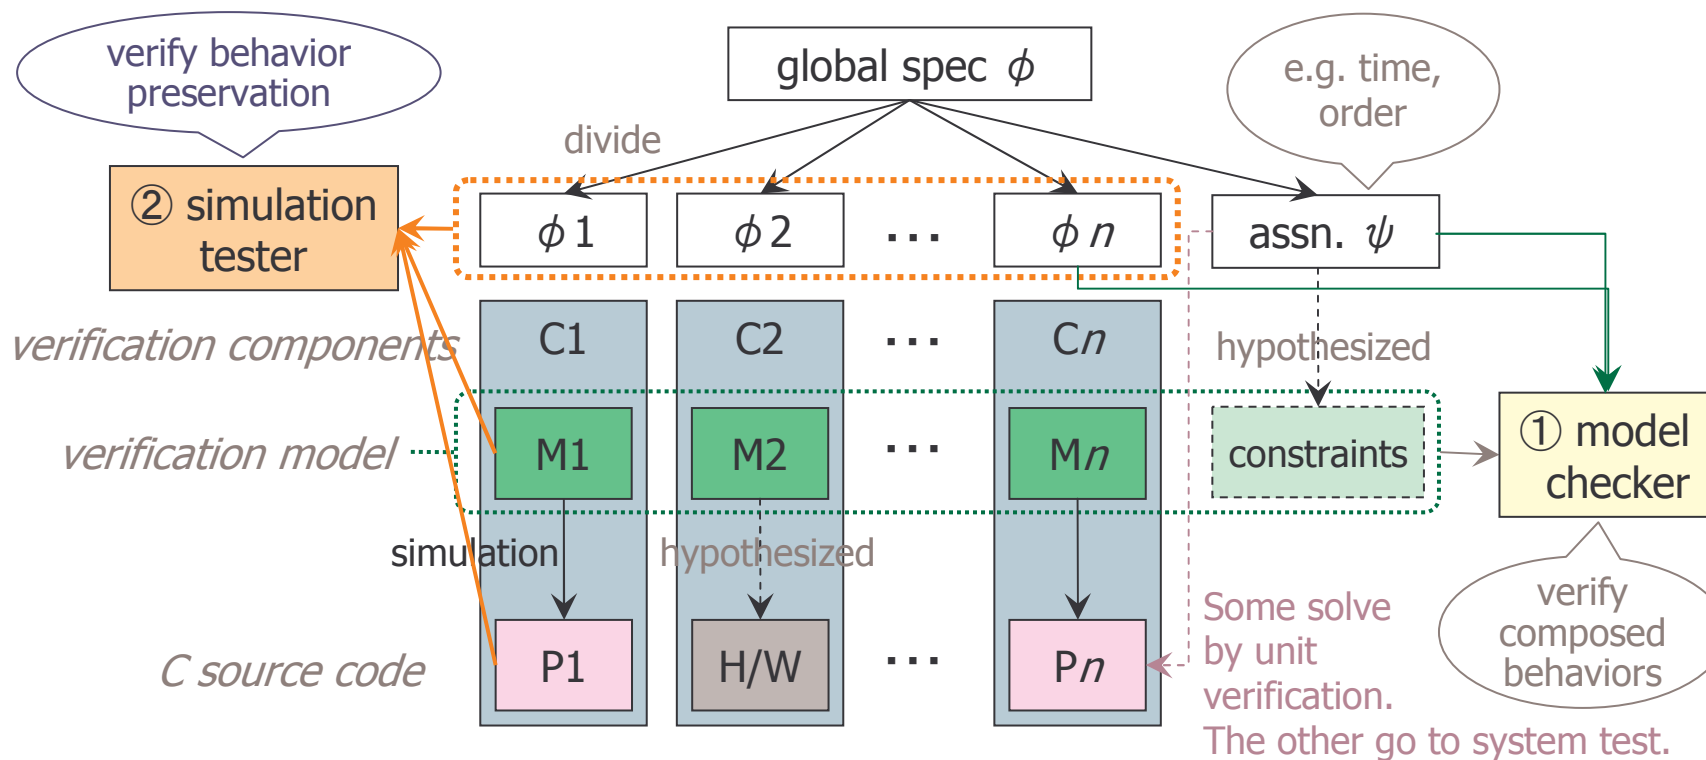 verify behavior
preservation
global spec ϕ
e.g. time,
order
divide
② simulation
tester
ϕ1
ϕ2
...
ϕn
assn. ψ
verification components
C1
C2
...
Cn
hypothesized
verification model
M1
M2
...
Mn
constraints
① model
checker
simulation
hypothesized
C source code
P1
H/W
...
Pn
Some solve
by unit
verification.
The other go to system test.
verify
composed
behaviors